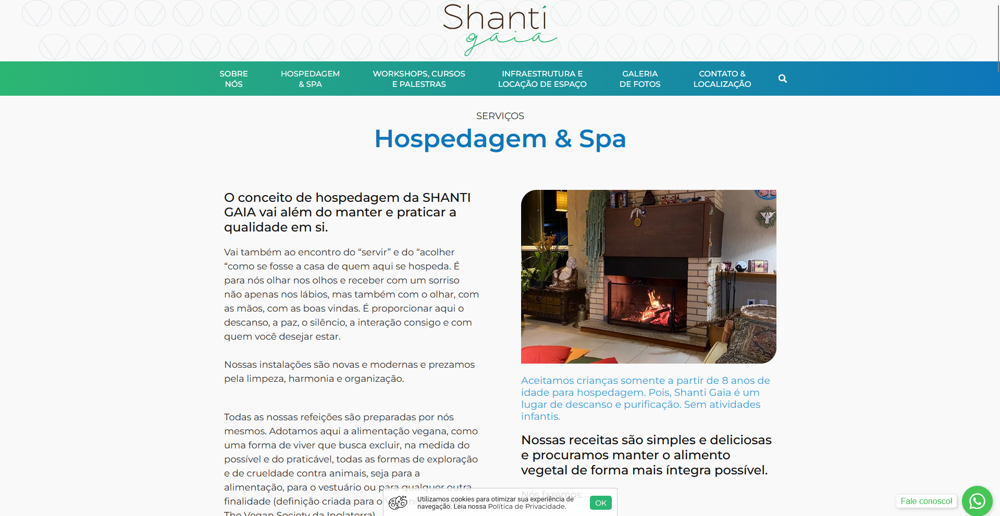 Shanti
gaia
SOBRE
NÓS
HOSPEDAGEM
& SPA
WORKSHOPS, CURSOS
E PALESTRAS
INFRAESTRUTURA E
LOCAÇÃO DE ESPAÇO
GALERIA
DE FOTOS
CONTATO &
LOCALIZAÇÃO
SERVIÇOS
Hospedagem & Spa
O conceito de hospedagem da SHANTI
GAIA vai além do manter e praticar a
qualidade em si.
Vai também ao encontro do “servir” e do “acolher
“como se fosse a casa de quem aqui se hospeda. É
para nós olhar nos olhos e receber com um sorriso
não apenas nos lábios, mas também com o olhar, com
as mãos, com as boas vindas. É proporcionar aqui o
descanso, a paz, o silêncio, a interação consigo e com
quem você desejar estar.
Nossas instalações são novas e modernas e prezamos
pela limpeza, harmonia e organização.
Todas as nossas refeições são preparadas por nós
mesmos. Adotamos aqui a alimentação vegana, como
uma forma de viver que busca excluir, na medida do
possível e do praticável, todas as formas de exploração
e de crueldade contra animais, seja para a
alimentação, para o vestuário ou para qualquer outra
finalidade (definição criada para o
The Vegan Society da Inglaterra)
Aceitamos crianças somente a partir de 8 anos de
idade para hospedagem. Pois, Shanti Gaia é um
lugar de descanso e purificação. Sem atividades
infantis.
Nossas receitas são simples e deliciosas
e procuramos manter o alimento
vegetal de forma mais íntegra possível.
Nós fazemos:
Utilizamos cookies para otimizar sua experiência de
navegação. Leia nossa Política de Privacidade.
OK
Fale conosco!